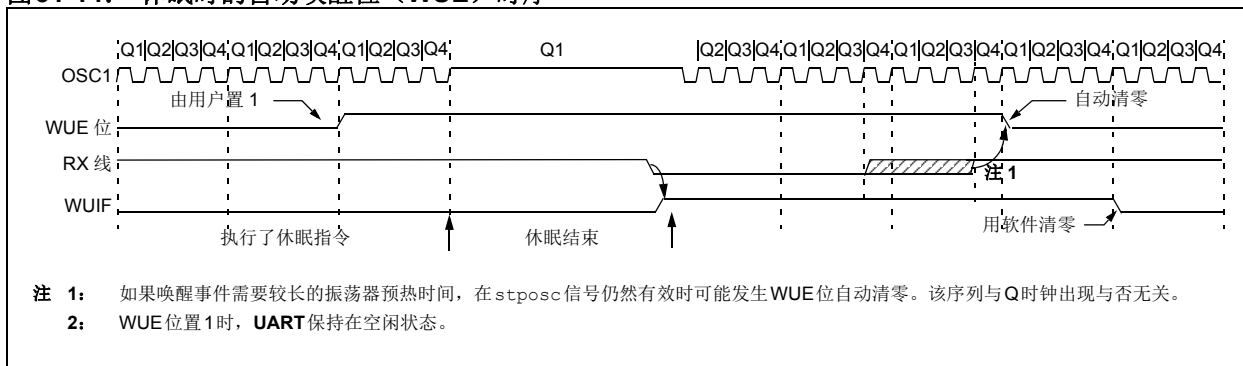 Q1|Q2|Q3|Q4 Q1|Q2|Q3|Q4 Q1|Q2|Q3|Q4 Q1 |Q2|Q3|Q4 Q1|Q2|Q3|Q4 Q1|Q2|Q3|Q4 Q1|Q2|Q3|Q4 Q1|Q2|Q3|Q4
OSC1
由用户置 1
自动清零
WUE 位
RX 线
注 1
WUIF
执行了休眠指令
休眠结束
用软件清零
注 1: 如果唤醒事件需要较长的振荡器预热时间，在stposc信号仍然有效时可能发生WUE位自动清零。该序列与Q时钟出现与否无关。
2: WUE位置1时，UART保持在空闲状态。